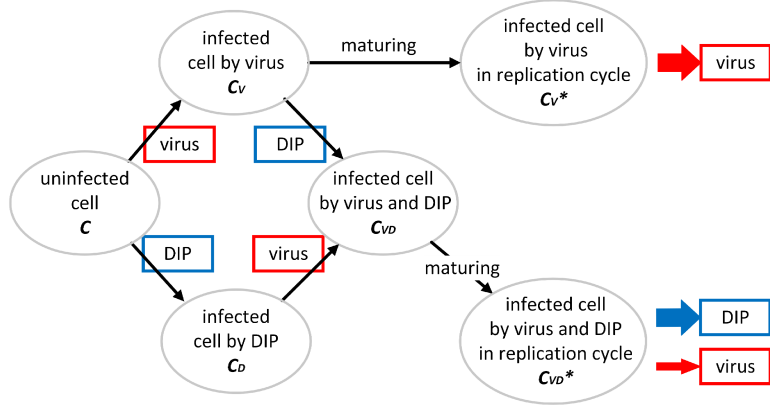 infected
cell by virus
Cv
maturing
infected cell
by virus
in replication cycle
Cv*
virus
virus
DIP
uninfected
cell
C
infected cell
by virus and DIP
CVD
DIP
virus
maturing
infected
cell by DIP
CD
infected cell
by virus and DIP
in replication cycle
CVD*
DIP
virus